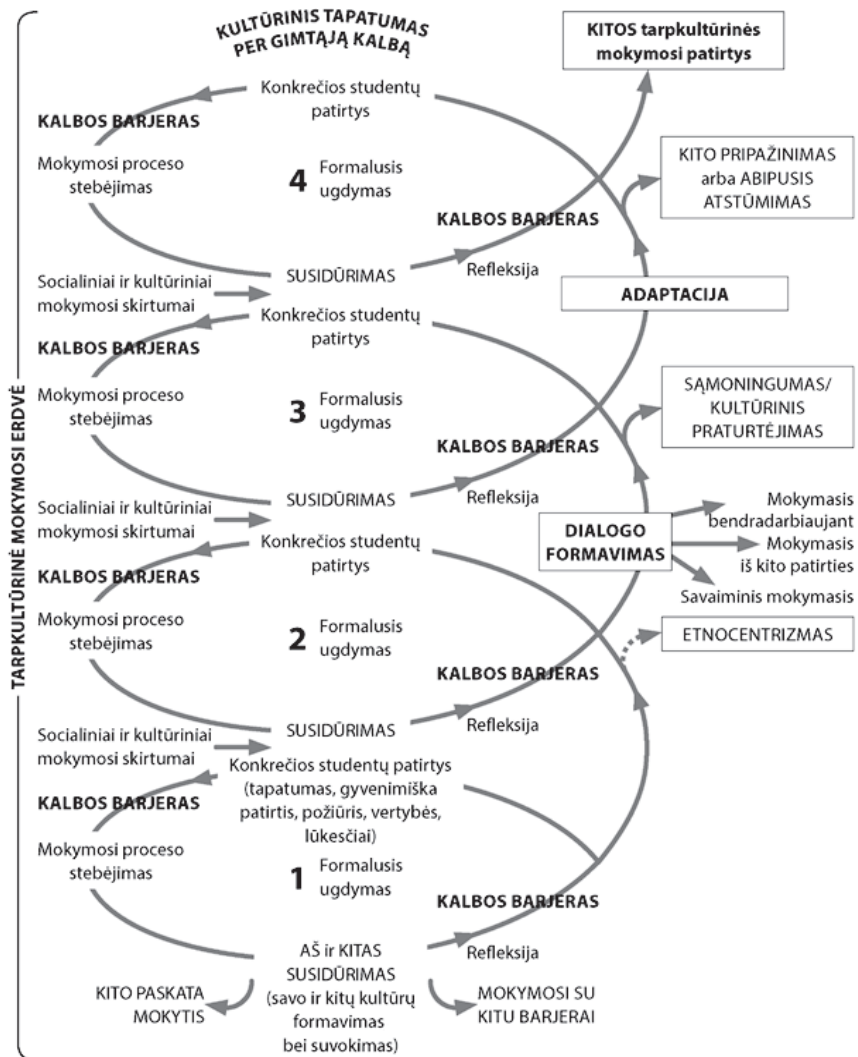 KULTŪRINIS TAPATUMAS
PER GIMTĄJĄ KALBĄ
KITOS tarpkultūrinės
mokymosi patirtys
Konkrečios studentų
patirtys
KALBOS BARJERAS
Mokymosi proceso
stebėjimas
4 Formalusis
ugdymas
KITO PRIPAŽINIMAS
arba ABIPUSIS
ATSTŪMIMAS
KALBOS BARJERAS
Refleksija
SUSIDŪRIMAS
Socialiniai ir kultūriniai
mokymosi skirtumai
ADAPTACIJA
Konkrečios studentų
patirtys
KALBOS BARJERAS
Mokymosi proceso
stebėjimas
3 Formalusis
ugdymas
SĄMONINGUMAS/
KULTŪRINIS
PRATURTĖJIMAS
KALBOS BARJERAS
Refleksija
SUSIDŪRIMAS
Socialiniai ir kultūriniai
mokymosi skirtumai
DIALOGO
FORMAVIMAS
Mokymasis
bendradarbiaujant
Mokymasis
iš kito patirties
Savaiminis mokymasis
Konkrečios studentų
patirtys
KALBOS BARJERAS
Mokymosi proceso
stebėjimas
2 Formalusis
ugdymas
ETNOCENTRIZMAS
KALBOS BARJERAS
Refleksija
SUSIDŪRIMAS
Socialiniai ir kultūriniai
mokymosi skirtumai
Konkrečios studentų patirtys
(tapatumas, gyvenimiška
patirtis, požiūris, vertybės,
lūkesčiai)
KALBOS BARJERAS
Mokymosi proceso
stebėjimas
1 Formalusis
ugdymas
KALBOS BARJERAS
Refleksija
AŠ ir KITAS
SUSIDŪRIMAS
(savo ir kitų kultūrų
formavimas
bei suvokimas)
KITO PASKATA
MOKYTIS
MOKYMOSI SU
KITU BARJERAI
TARPKULTŪRINĖ MOKYMOSI ERDVĖ